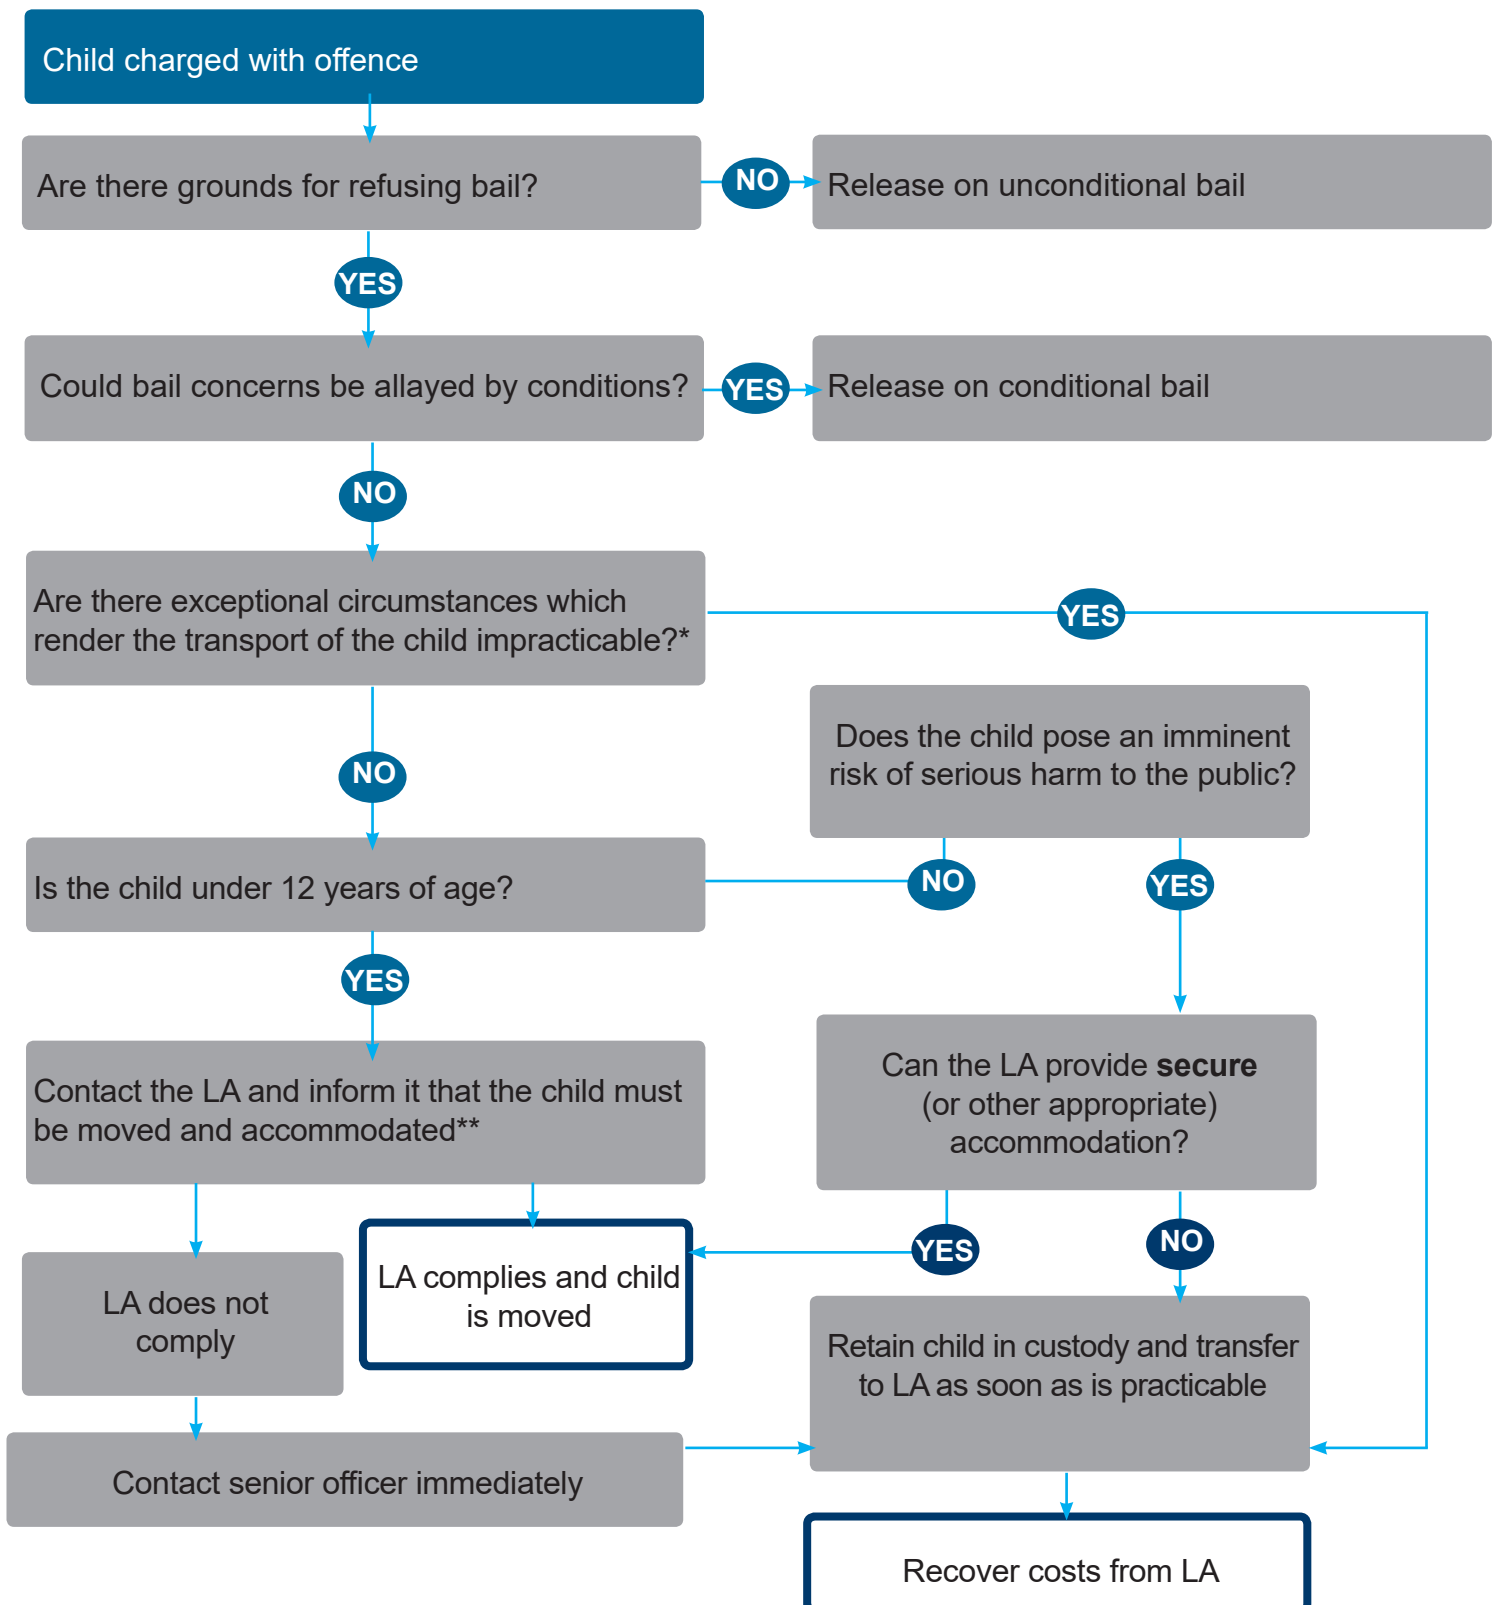 Child charged with offence
Are there grounds for refusing bail?
NO
Release on unconditional bail
YES
Could bail concerns be allayed by conditions?
YES
Release on conditional bail
NO
Are there exceptional circumstances which
render the transport of the child impracticable?*
YES
Does the child pose an imminent
risk of serious harm to the public?
NO
Is the child under 12 years of age?
NO
YES
YES
Contact the LA and inform it that the child must
be moved and accommodated**
Can the LA provide secure
(or other appropriate)
accommodation?
YES
NO
LA does not
comply
LA complies and child
is moved
Retain child in custody and transfer
to LA as soon as is practicable
Contact senior officer immediately
Recover costs from LA